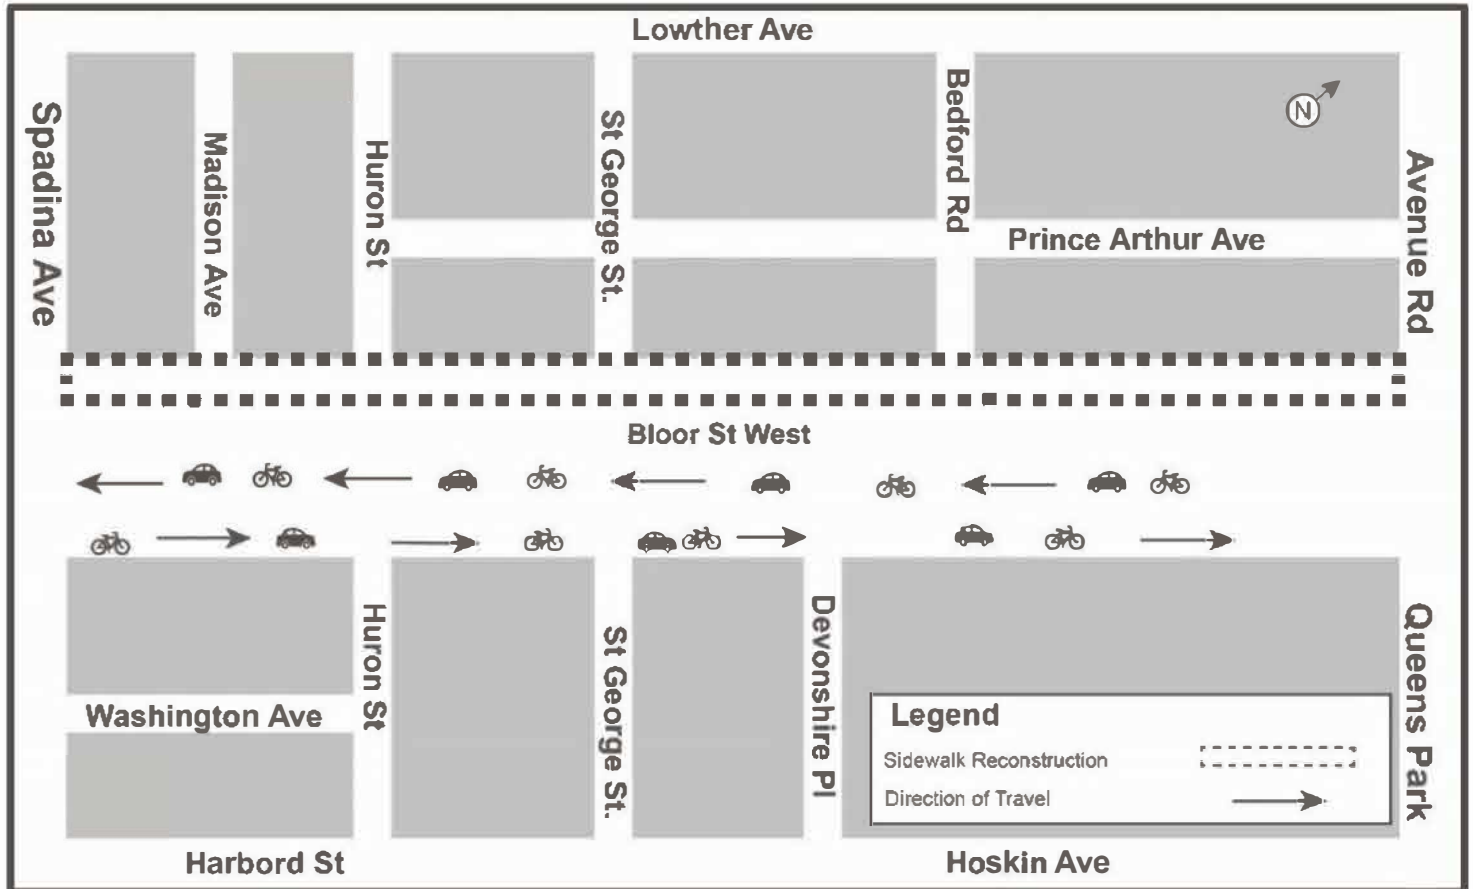 Lowther Ave
Spadina Ave
Madison Ave
Huron St
St George St.
Bedford Rd
N
Avenue Rd
Prince Arthur Ave
Bloor St West
Huron St
St George St.
Devonshire Pl
Queens Park
Washington Ave
Legend
Sidewalk Reconstruction
Direction of Travel
Harbord St
Hoskin Ave